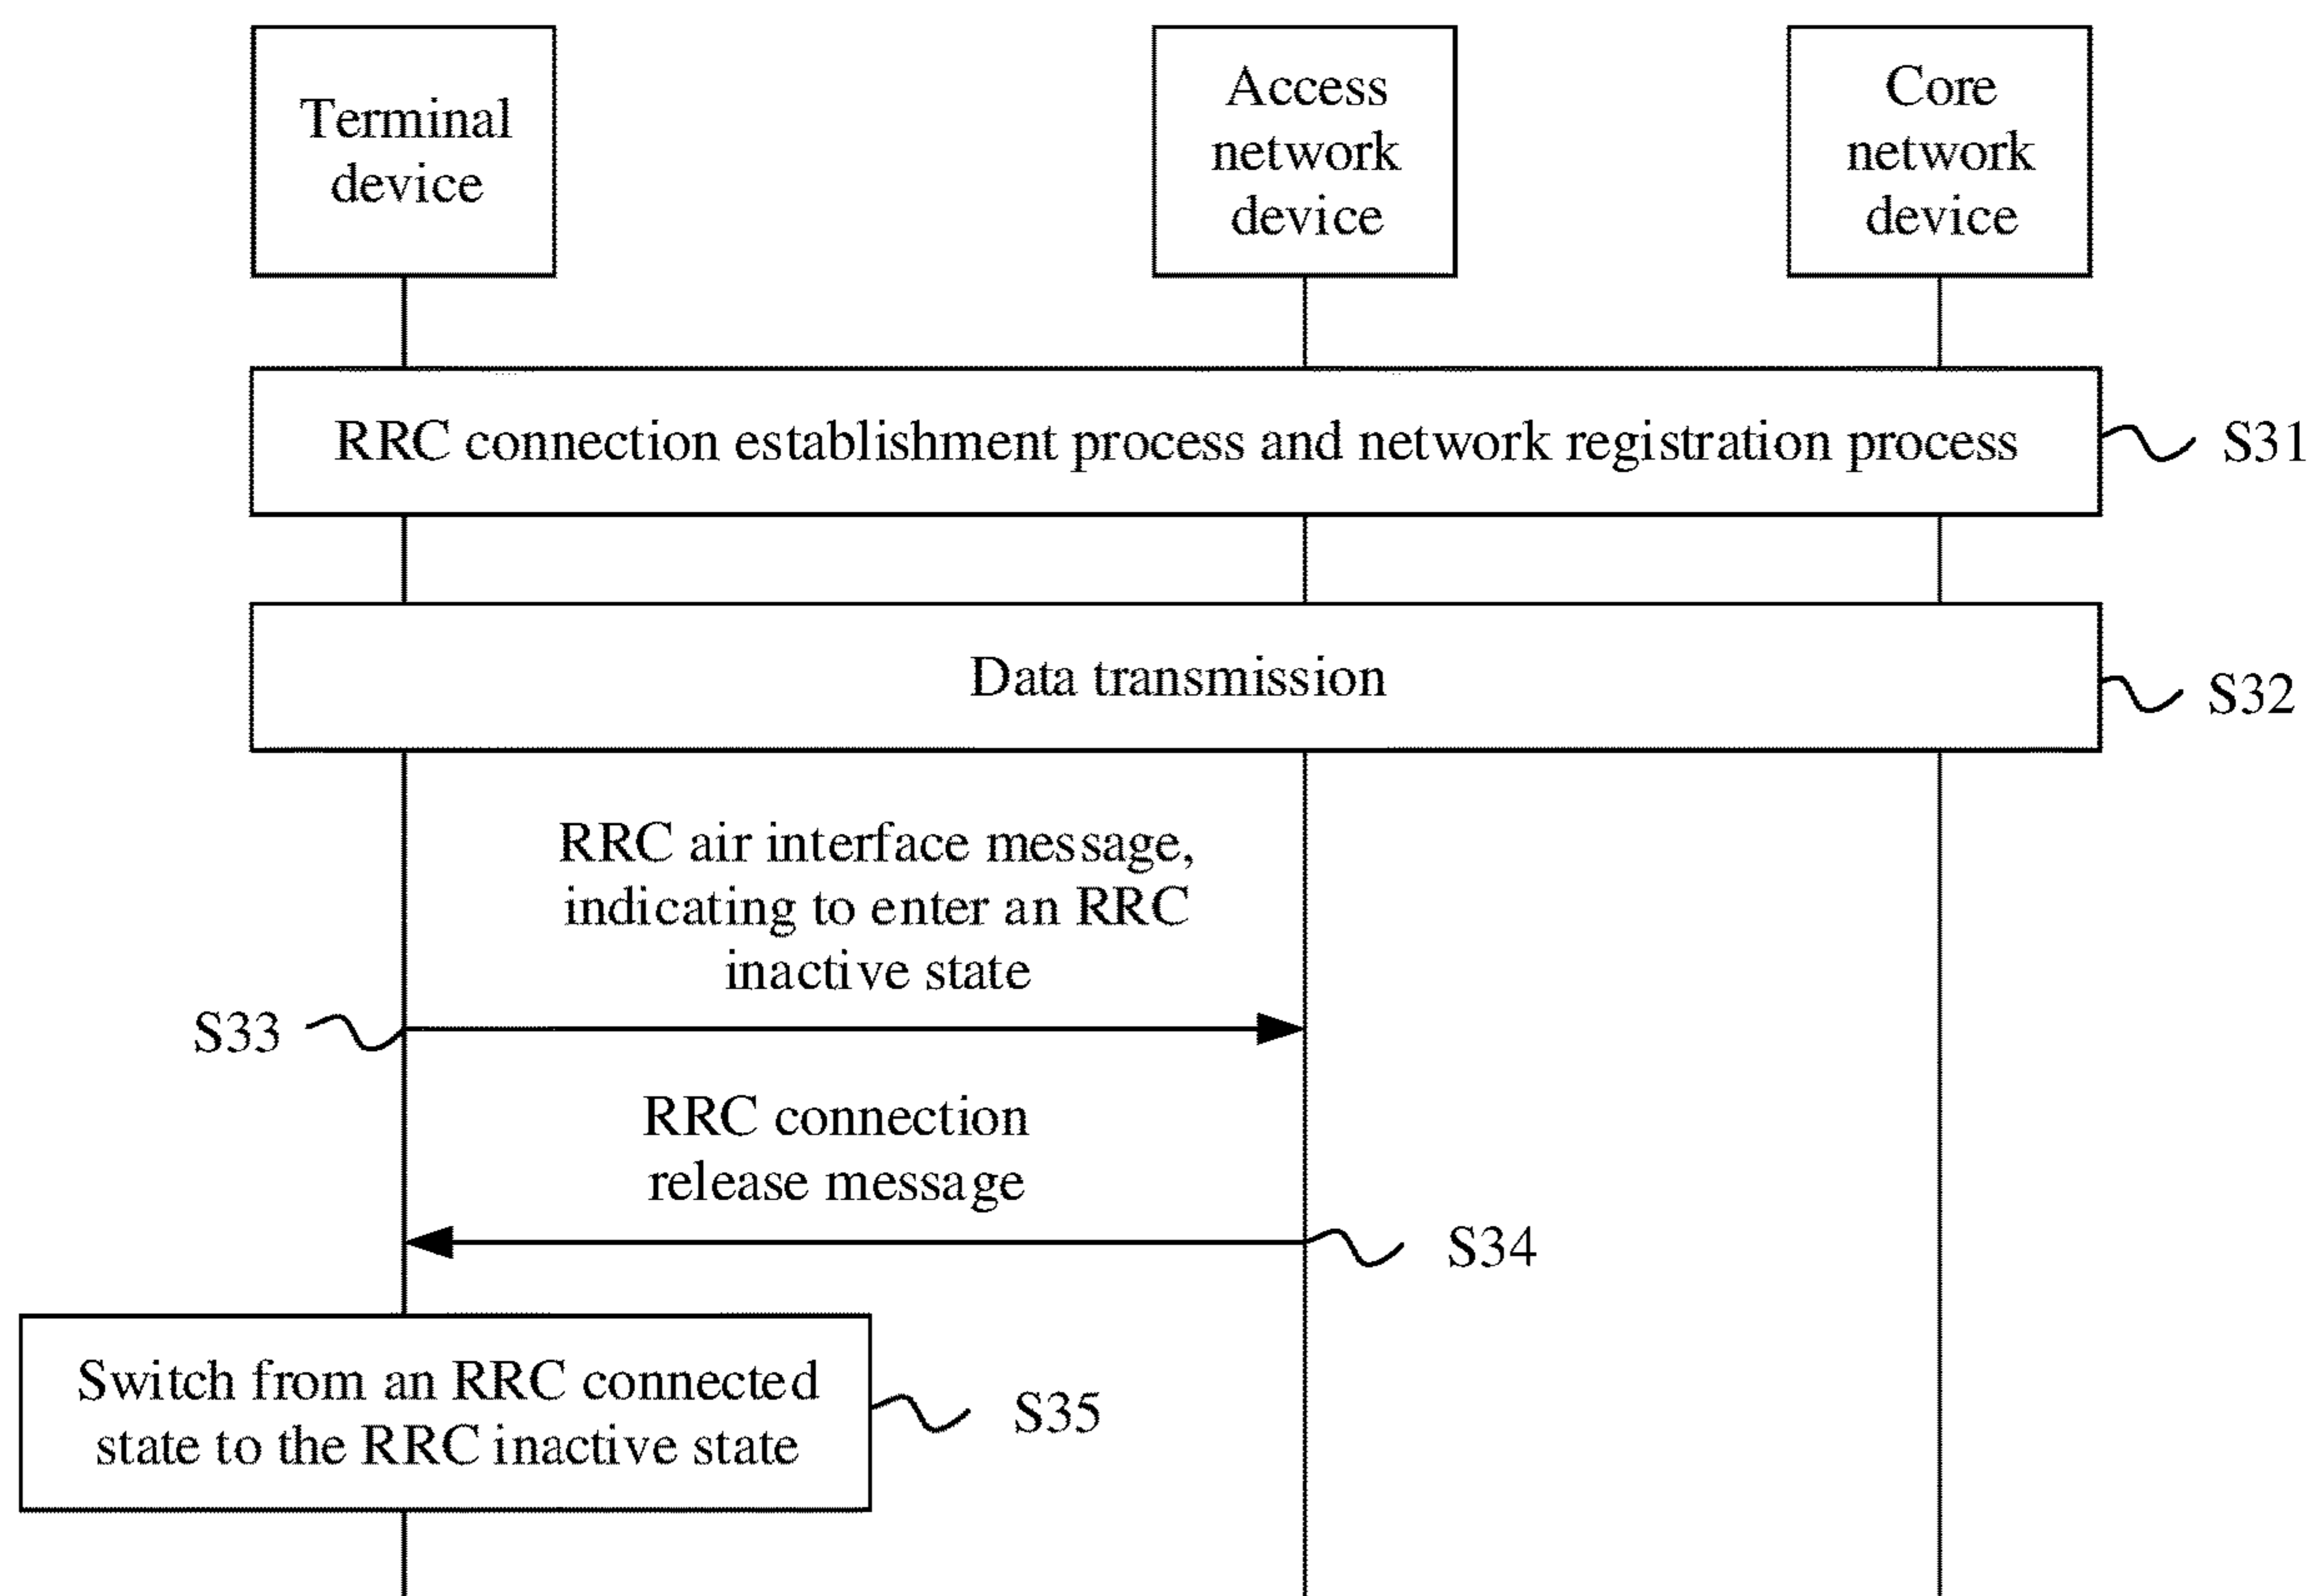 Terminal
device
Access
network
device
Core
network
device
RRC connection establishment process and network registration process
S31
Data transmission
S32
RRC air interface message,
indicating to enter an RRC
inactive state
S33
RRC connection
release message
S34
Switch from an RRC connected
state to the RRC inactive state
S35